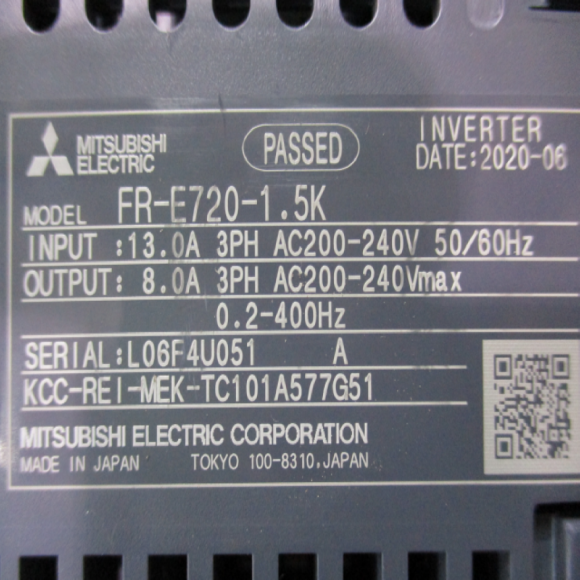 MITSUBISHI
ELECTRIC
PASSED
INVERTER
DATE:2020-06
MODEL FR-E720-1.5K
INPUT :13.0A 3PH AC200-240V 50/60Hz
OUTPUT: 8.0A 3PH AC200-240Vmax
0.2-400Hz
SERIAL:L06F4U051 A
KCC-REI-MEK-TC101A577G51
MITSUBISHI ELECTRIC CORPORATION
MADE IN JAPAN TOKYO 100-8310,JAPAN